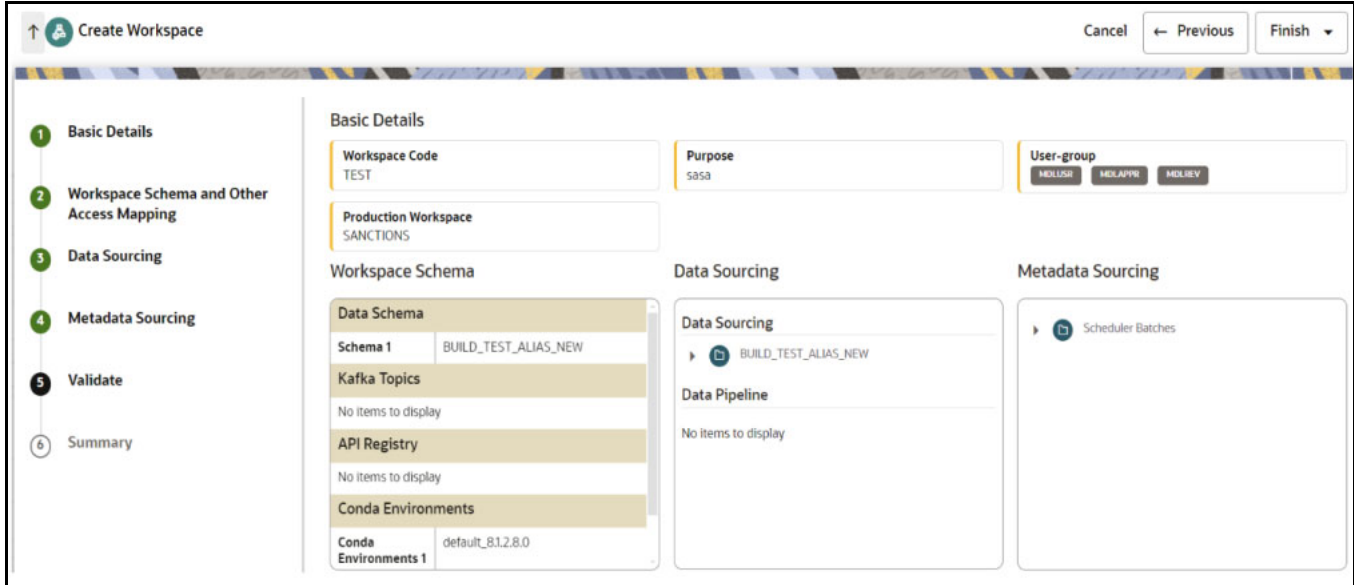 Create Workspace
Cancel
← Previous
Finish
1 Basic Details
2 Workspace Schema and Other
Access Mapping
3 Data Sourcing
4 Metadata Sourcing
5 Validate
6 Summary
Basic Details
Workspace Code
TEST
Purpose
sasa
User-group
MDLUSR MDLAPPR MDLREV
Production Workspace
SANCTIONS
Workspace Schema
Data Schema
Schema 1 BUILD_TEST_ALIAS_NEW
Kafka Topics
No items to display
API Registry
No items to display
Conda Environments
Conda
Environments 1
default_8.1.2.8.0
Data Sourcing
Data Sourcing
BUILD_TEST_ALIAS_NEW
Data Pipeline
No items to display
Metadata Sourcing
Scheduler Batches